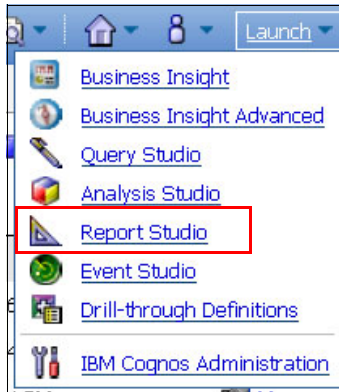 Launch
Business Insight
Business Insight Advanced
Query Studio
Analysis Studio
Report Studio
Event Studio
Drill-through Definitions
IBM Cognos Administration